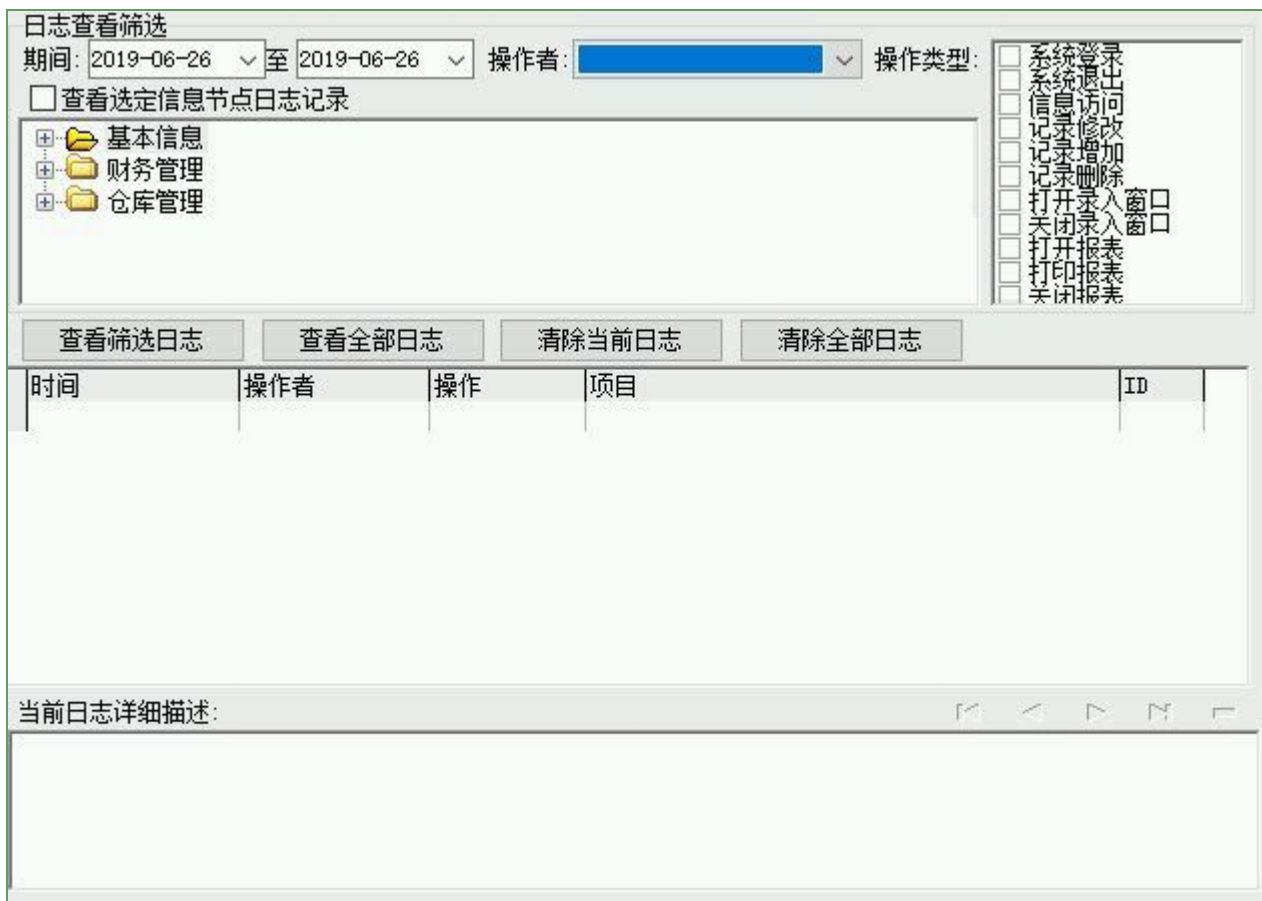 日志查看筛选
期间: 2019-06-26 至 2019-06-26 操作者: 操作类型:
系统登录
系统退出
信息访问
记录修改
记录增加
记录删除
打开录入窗口
关闭录入窗口
打开报表
打印报表
关闭报表
查看选定信息节点日志记录
基本信息
财务管理
仓库管理
查看筛选日志 查看全部日志 清除当前日志 清除全部日志
时间 操作者 操作 项目 ID
当前日志详细描述: